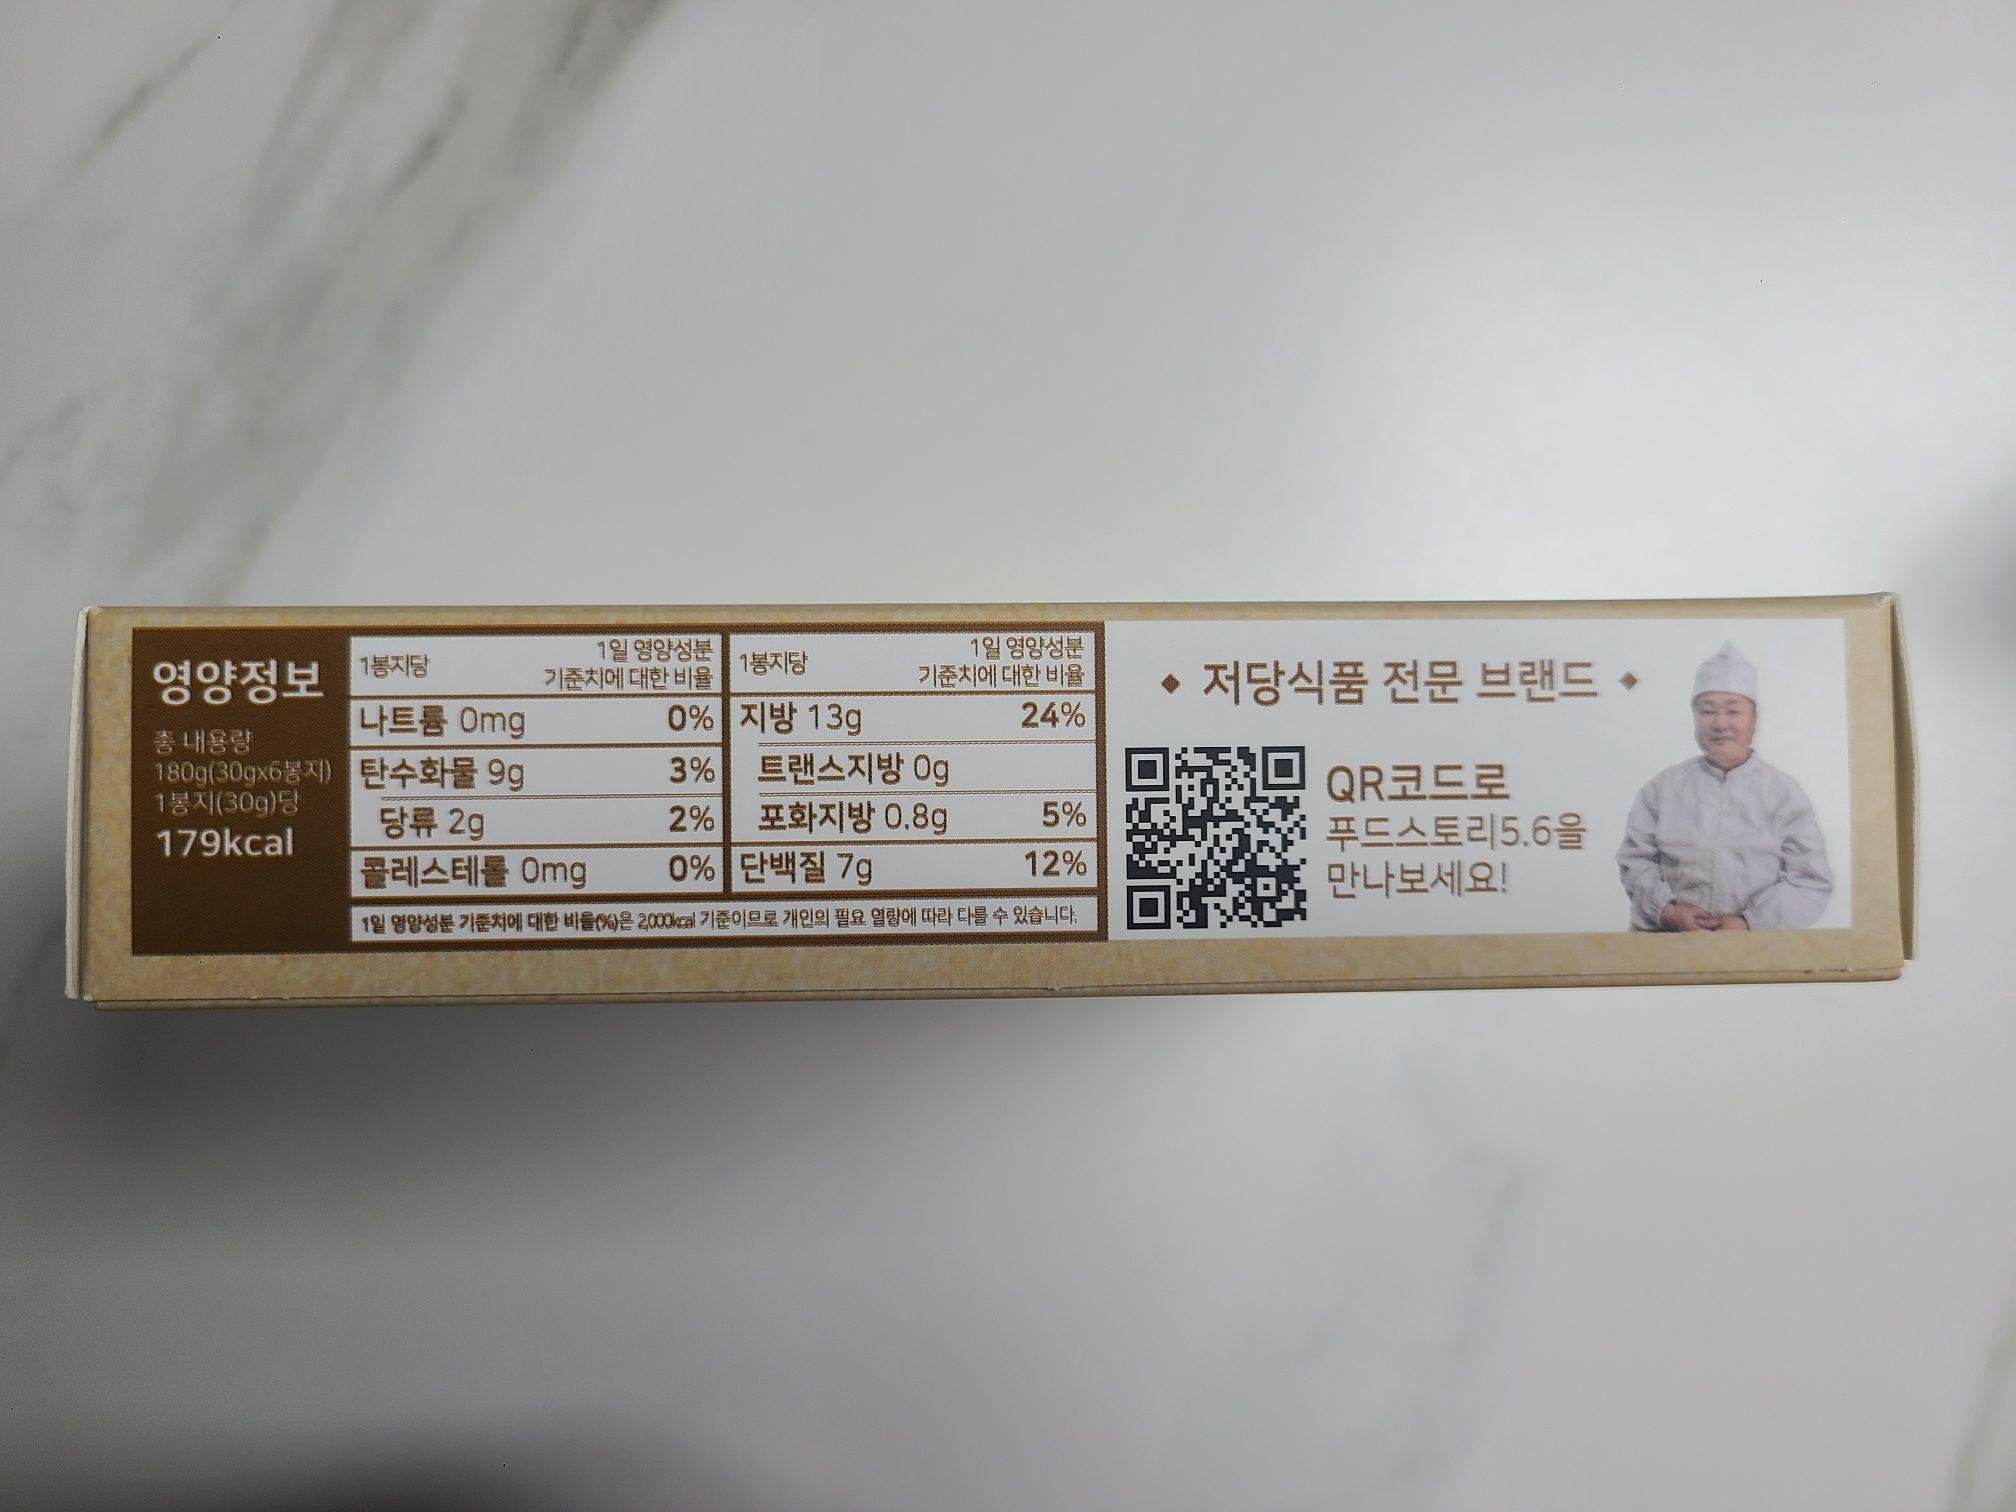 영양정보
총 내용량
180g(30gx6봉지)
1봉지(30g)당
179kcal
1봉지당 1일 영양성분
기준치에 대한 비율
나트륨 0mg 0%
탄수화물 9g 3%
당류 2g 2%
콜레스테롤 0mg 0%
1봉지당 1일 영양성분
기준치에 대한 비율
지방 13g 24%
트랜스지방 0g
포화지방 0.8g 5%
단백질 7g 12%
1일 영양성분 기준치에 대한 비율(%)은 2,000kcal 기준이므로 개인의 필요 열량에 따라 다를 수 있습니다.
◆ 저당식품 전문 브랜드 ◆
QR코드로
푸드스토리5.6을
만나보세요!